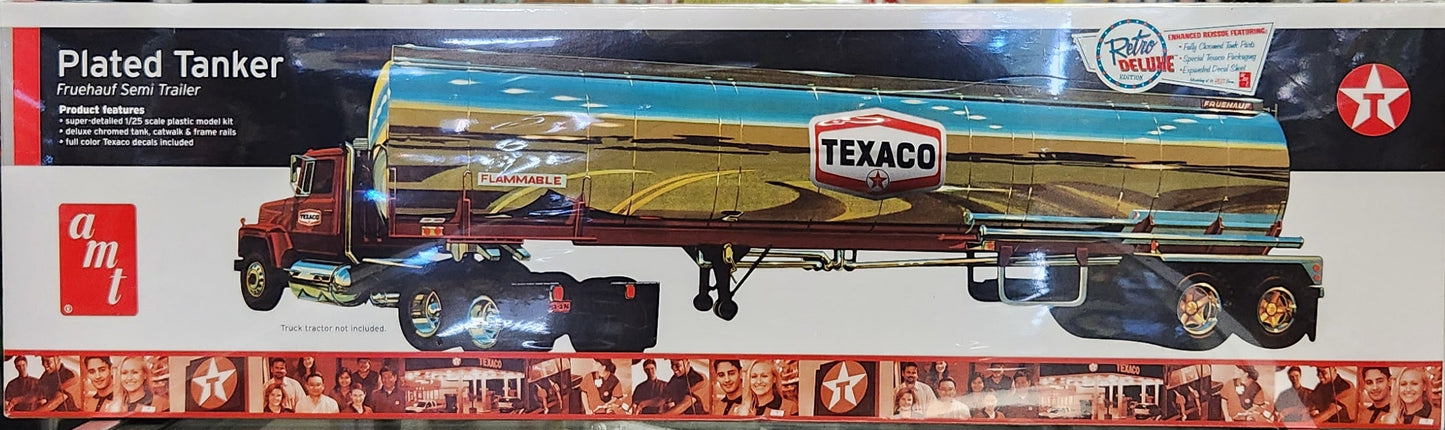 Plated Tanker
Fruehauf Semi Trailer
Product features
• super-detailed 1/25 scale plastic model kit
• deluxe chromed tank, catwalk & frame rails
• full color Texaco decals included
Retro
DELUXE
EDITION
ENHANCED REISSUE FEATURING:
• Fully Chromed Tank Parts
• Special Texaco Packaging
• Expanded Decal Sheet
T
FRUEHAUF
TEXACO
FLAMMABLE
TEXACO
amt
Truck tractor not included.
TEXACO
T
T